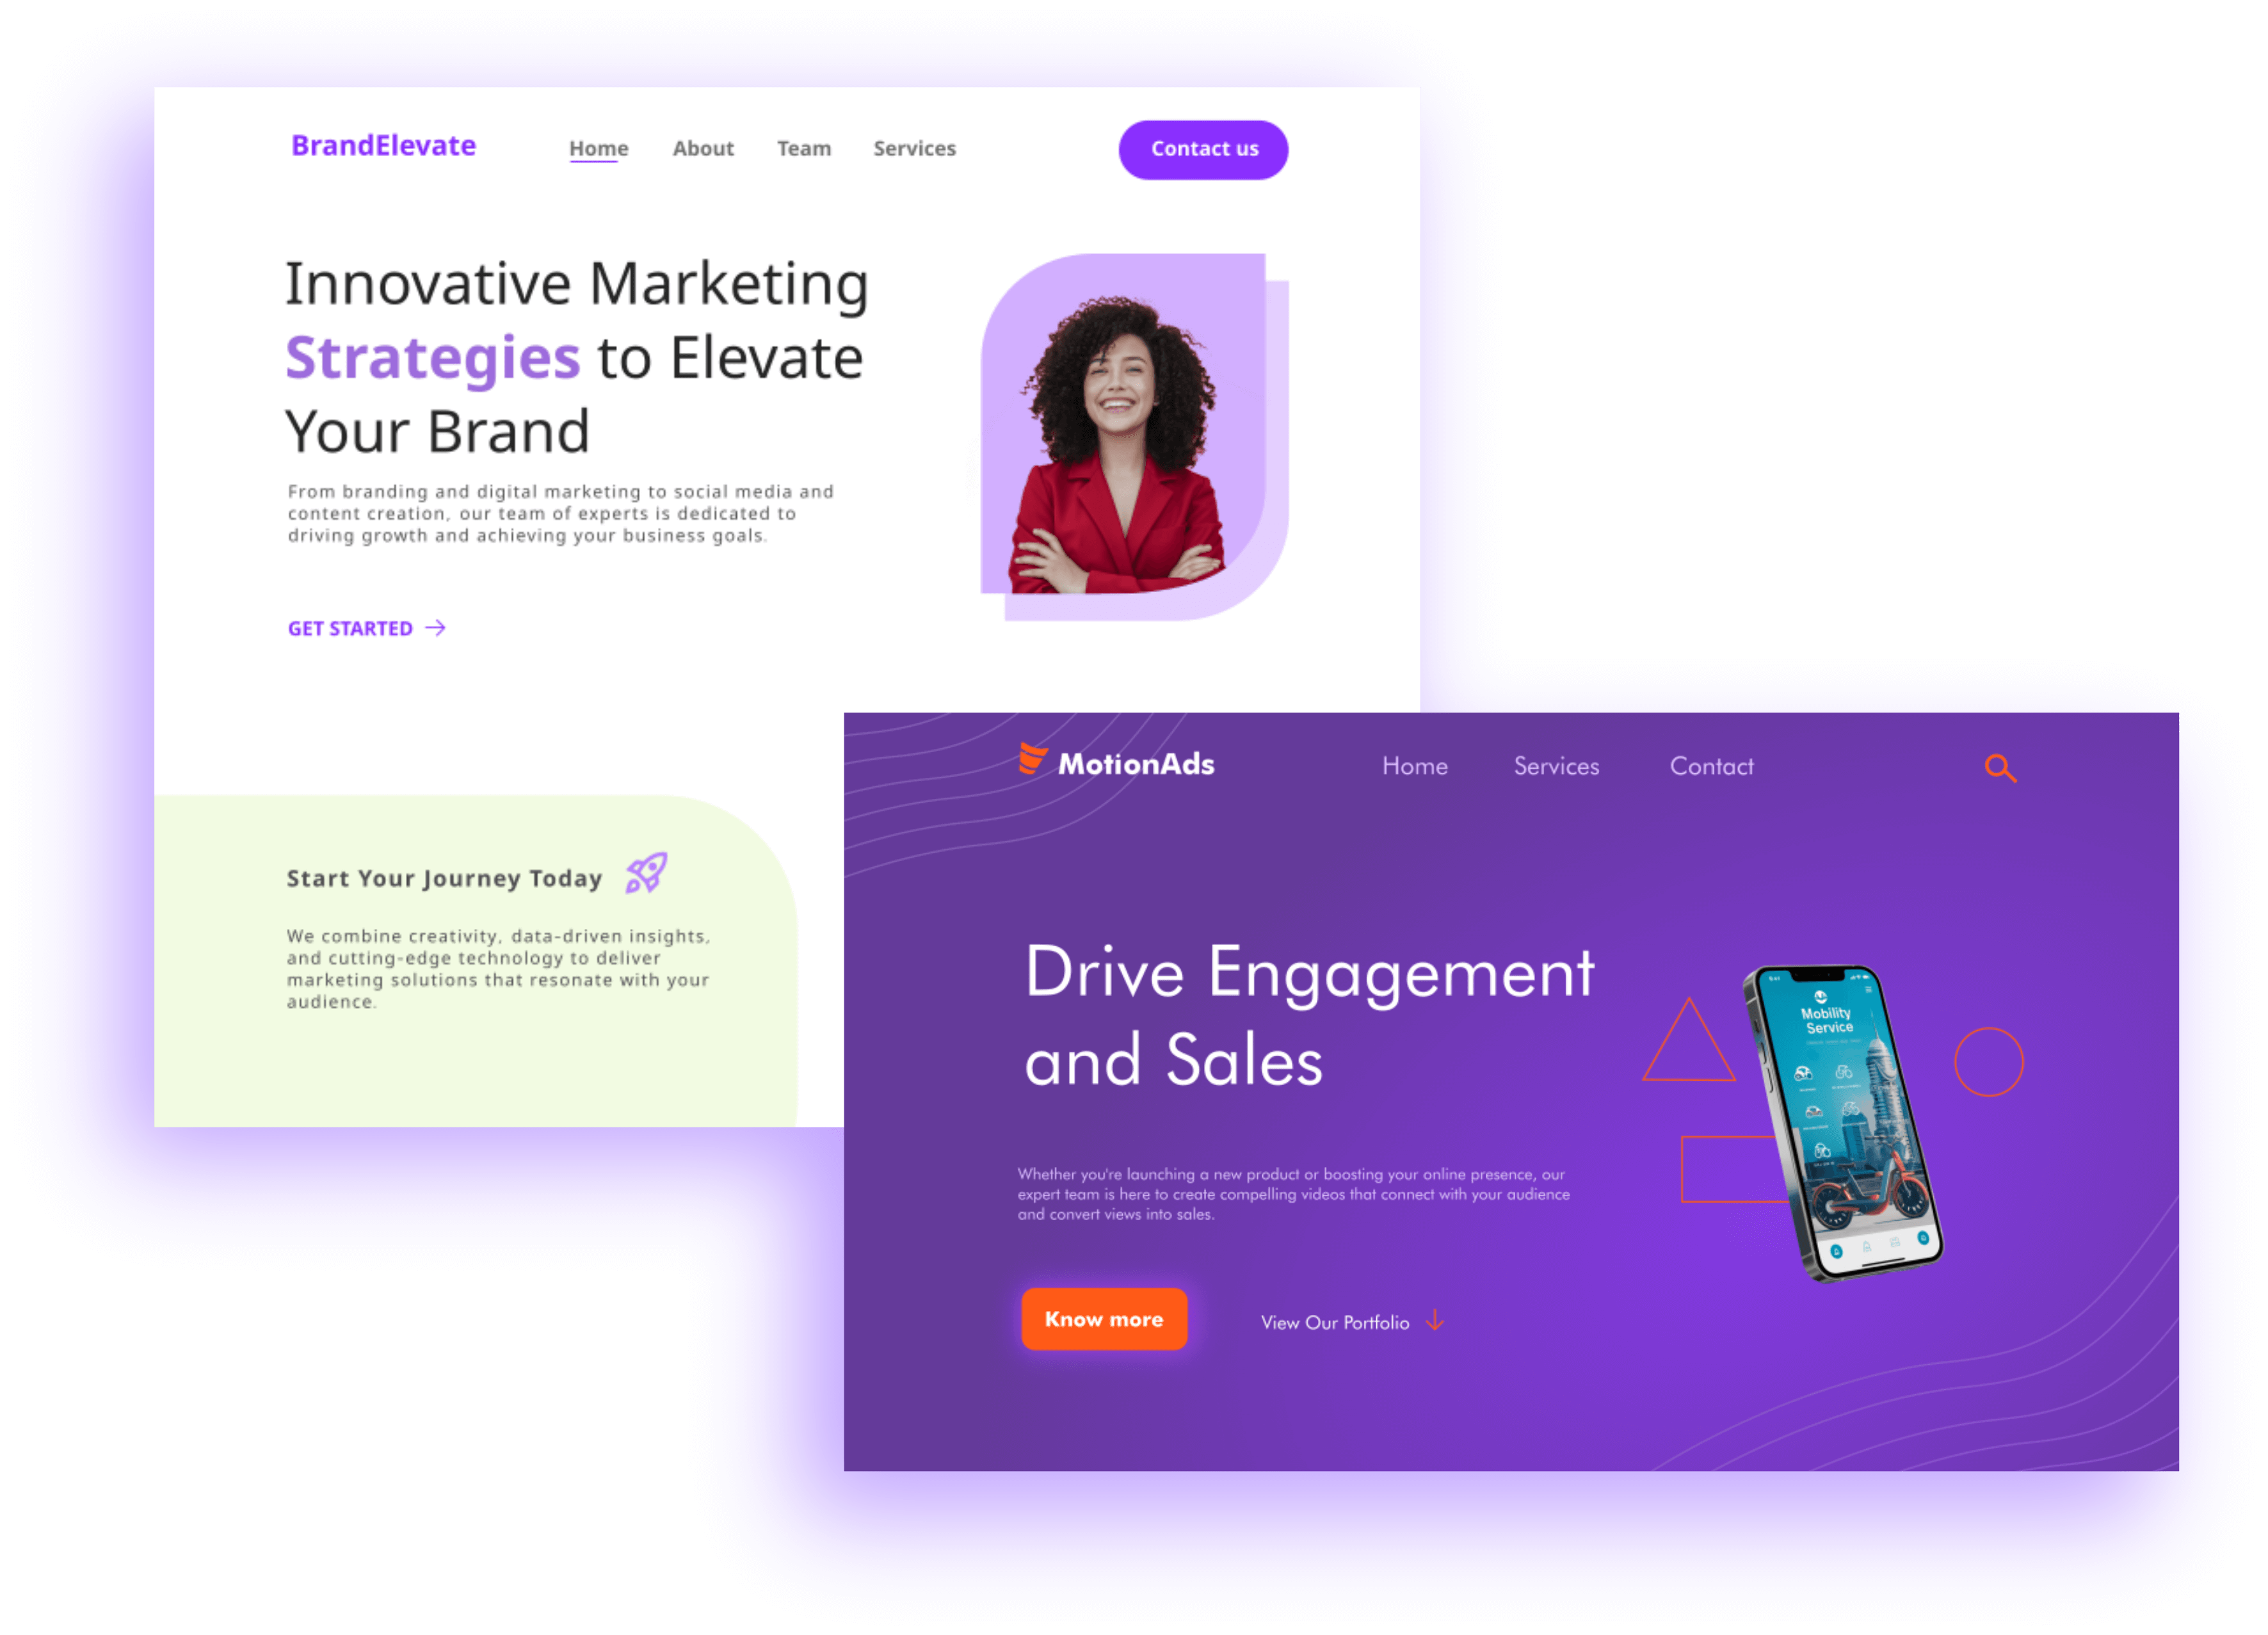 BrandElevate
Home
About
Team
Services
Contact us
Innovative Marketing
Strategies to Elevate
Your Brand
From branding and digital marketing to social media and
content creation, our team of experts is dedicated to
driving growth and achieving your business goals.
GET STARTED
Start Your Journey Today
We combine creativity, data-driven insights,
and cutting-edge technology to deliver
marketing solutions that resonate with your
audience.
MotionAds
Home
Services
Contact
Drive Engagement
and Sales
Whether you're launching a new product or boosting your online presence, our
expert team is here to create compelling videos that connect with your audience
and convert views into sales.
Know more
View Our Portfolio
Mobility
Service